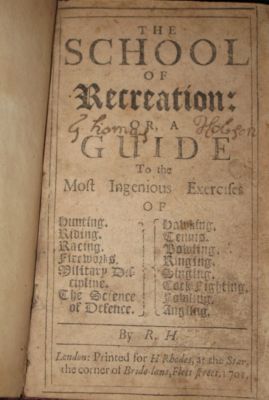 THE
SCHOOL
OF
Recreation:
OR, A
GUIDE
To the
Most Ingenious Exercises
OF
Hunting.
Riding.
Racing.
Fireworks.
Military Dis-
cipline.
The Science
of Defence.
Hawking.
Tennis.
Bowling.
Ringing.
Singing.
Cock Fighting.
Fowling.
Angling.
By R. H.
London: Printed for H Rhodes, at the Star,
the corner of Bride-lane, Fleet street. 1701.